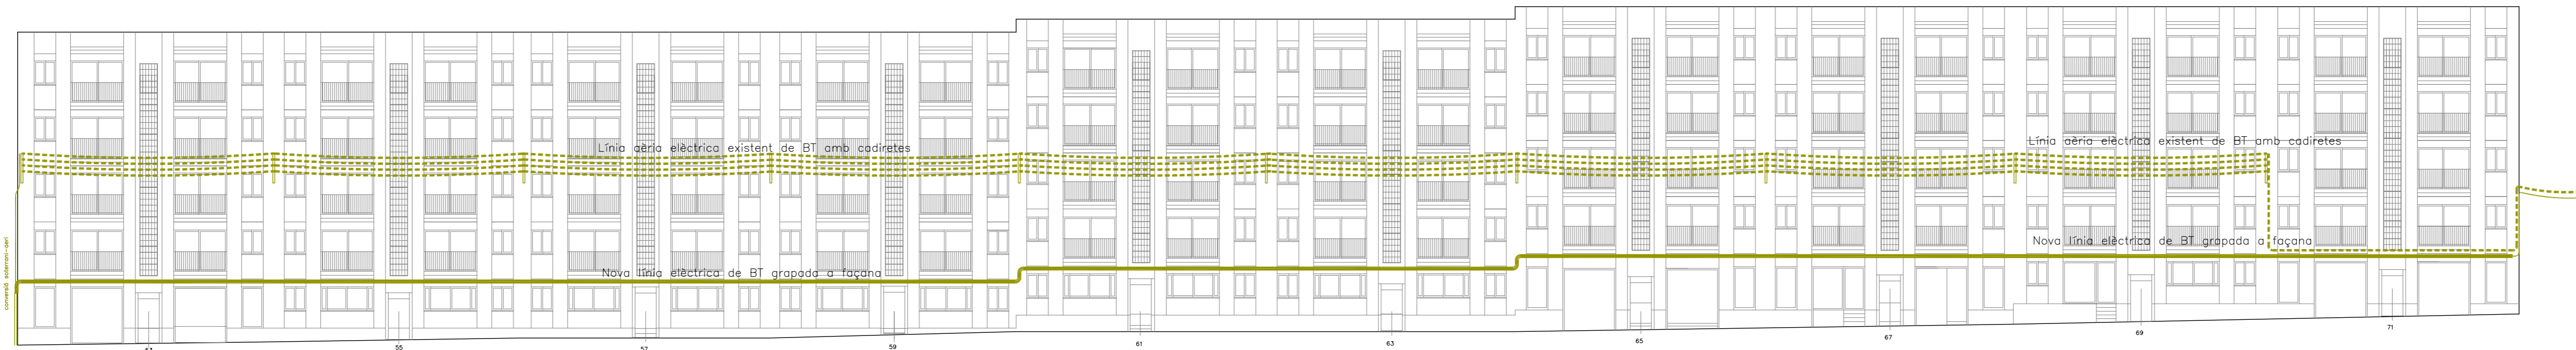 Línia aèria elèctrica existent de BT amb cadiretes
Línia aèria elèctrica existent de BT amb cadiretes
Nova línia elèctrica de BT grapada a façana
Nova línia elèctrica de BT grapada a façana
conversió soterrani-aeri
55
59
61
63
65
67
69
71